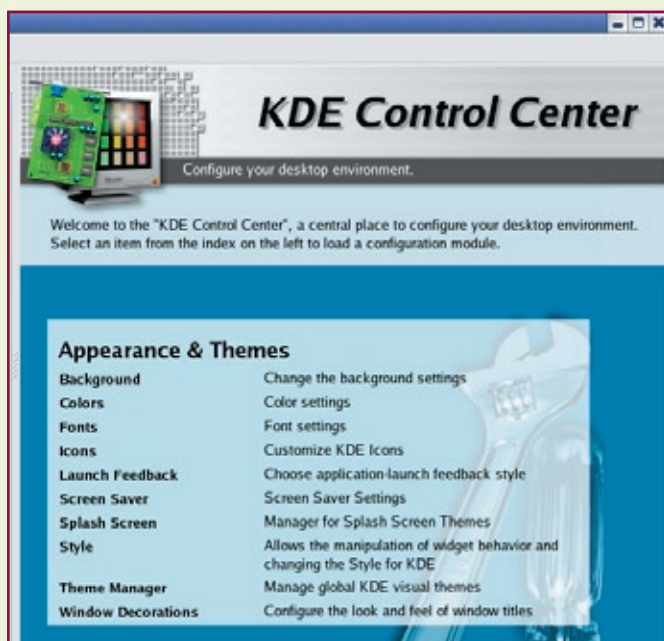 KDE Control Center
Configure your desktop environment.
Welcome to the "KDE Control Center", a central place to configure your desktop environment.
Select an item from the index on the left to load a configuration module.
Appearance & Themes
Background Change the background settings
Colors Color settings
Fonts Font settings
Icons Customize KDE Icons
Launch Feedback Choose application-launch feedback style
Screen Saver Screen Saver Settings
Splash Screen Manager for Splash Screen Themes
Style Allows the manipulation of widget behavior and
changing the Style for KDE
Theme Manager Manage global KDE visual themes
Window Decorations Configure the look and feel of window titles